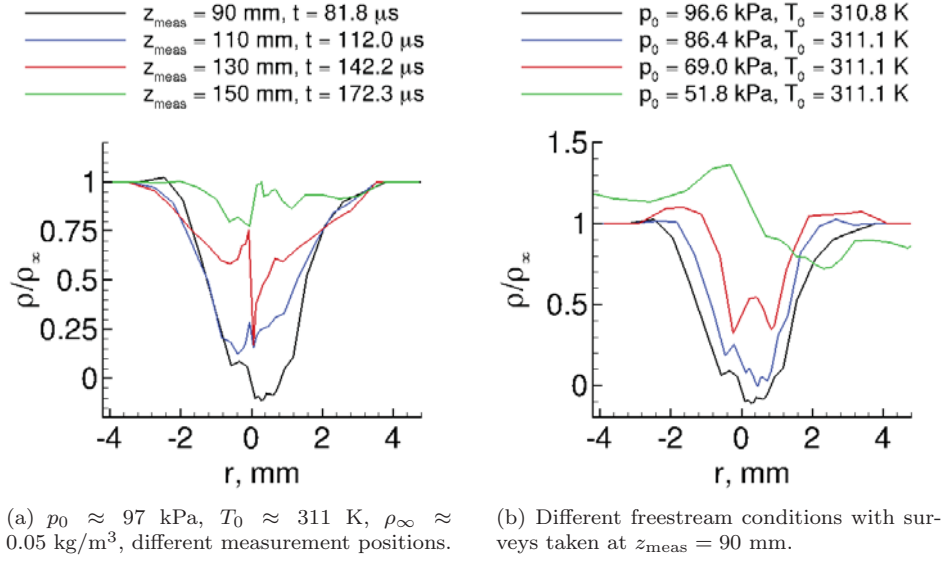 z_meas = 90 mm, t = 81.8 μs
z_meas = 110 mm, t = 112.0 μs
z_meas = 130 mm, t = 142.2 μs
z_meas = 150 mm, t = 172.3 μs
1
0.75
0.5
0.25
0
ρ/ρ_∞
-4 -2 0 2 4
r, mm
(a) p₀ ≈ 97 kPa, T₀ ≈ 311 K, ρ_∞ ≈
0.05 kg/m³, different measurement positions.
p₀ = 96.6 kPa, T₀ = 310.8 K
p₀ = 86.4 kPa, T₀ = 311.1 K
p₀ = 69.0 kPa, T₀ = 311.1 K
p₀ = 51.8 kPa, T₀ = 311.1 K
1.5
1
0.5
0
ρ/ρ_∞
-4 -2 0 2 4
r, mm
(b) Different freestream conditions with sur-
veys taken at z_meas = 90 mm.